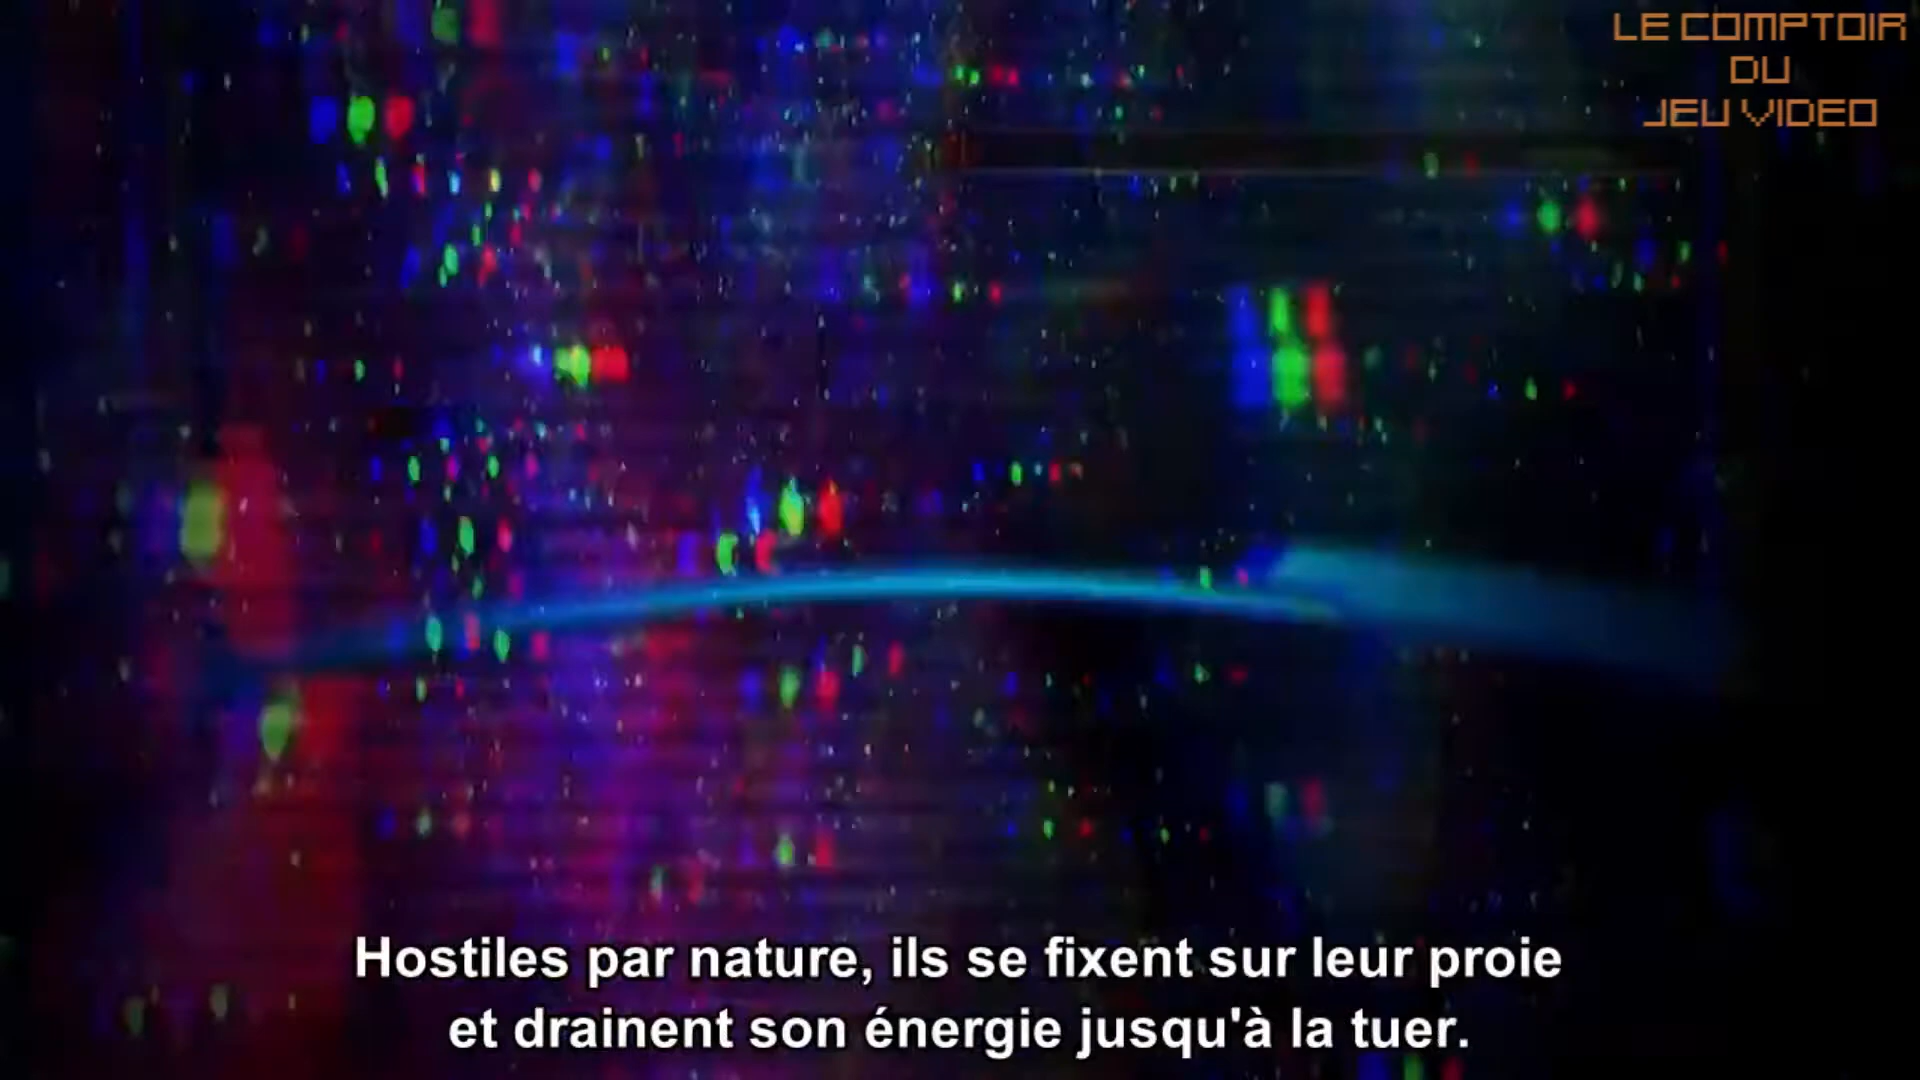 LE COMPTOIR
DU
JEU VIDEO
Hostiles par nature, ils se fixent sur leur proie
et drainent son énergie jusqu'à la tuer.